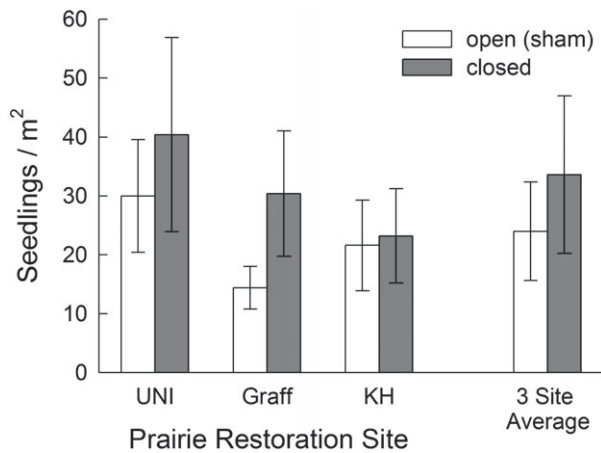 60
50
40
30
20
10
0
Seedlings / m²
open (sham)
closed
UNI
Graff
KH
3 Site
Average
Prairie Restoration Site